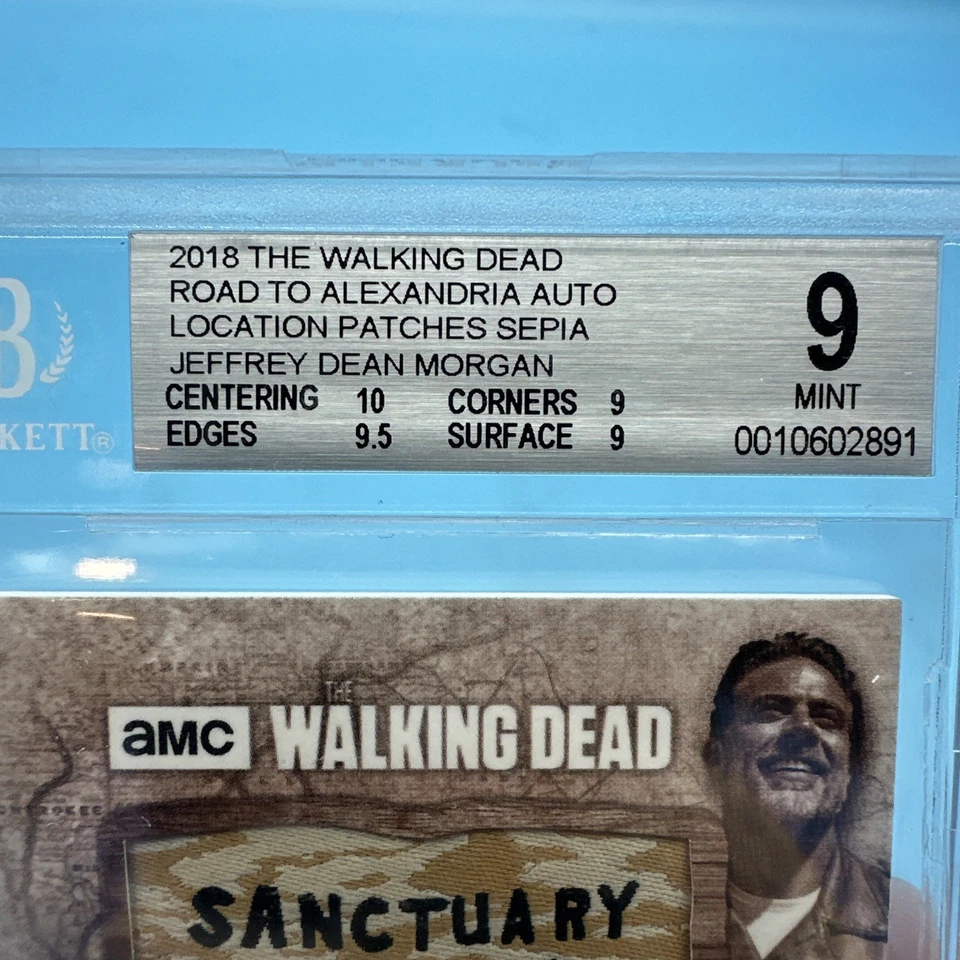 2018 THE WALKING DEAD
ROAD TO ALEXANDRIA AUTO
LOCATION PATCHES SEPIA
JEFFREY DEAN MORGAN
CENTERING 10 CORNERS 9
EDGES 9.5 SURFACE 9
9
MINT
0010602891
B
KETT®
THE
aMC WALKING DEAD
CHEROKEE
SANCTUARY